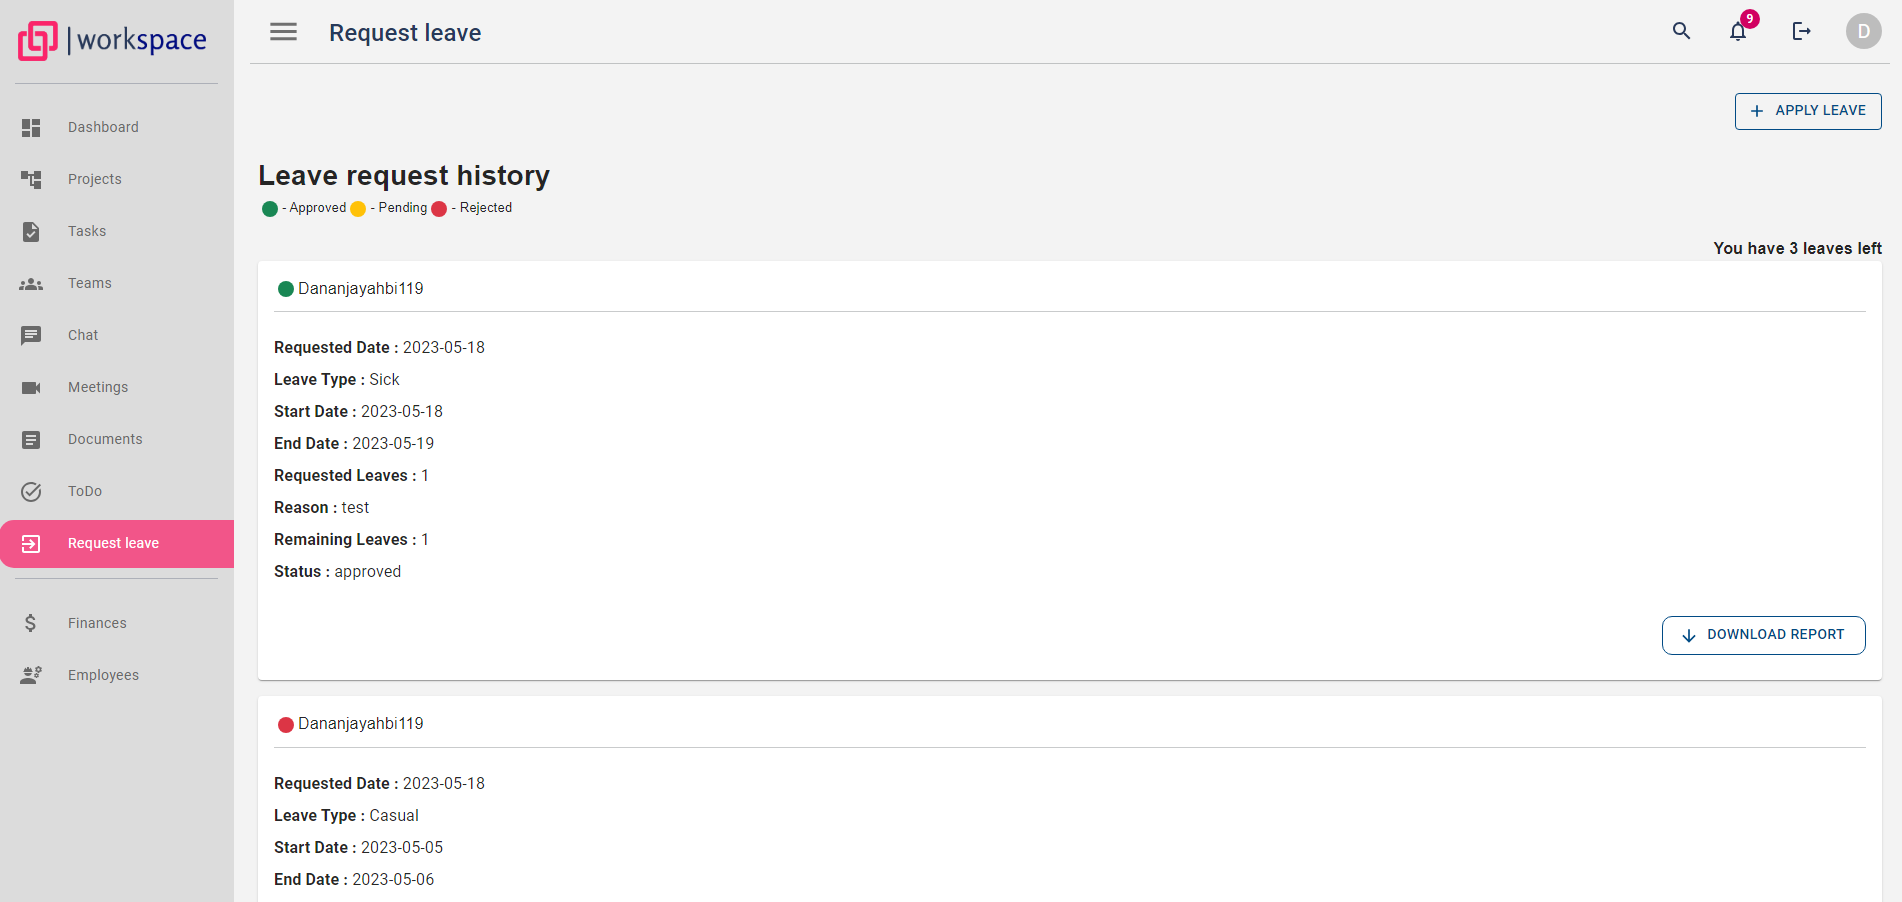 |workspace
Request leave
9
D
Dashboard
Projects
Tasks
Teams
Chat
Meetings
Documents
ToDo
Request leave
Finances
Employees
+ APPLY LEAVE
Leave request history
- Approved - Pending - Rejected
You have 3 leaves left
Dananjayahbi119
Requested Date : 2023-05-18
Leave Type : Sick
Start Date : 2023-05-18
End Date : 2023-05-19
Requested Leaves : 1
Reason : test
Remaining Leaves : 1
Status : approved
DOWNLOAD REPORT
Dananjayahbi119
Requested Date : 2023-05-18
Leave Type : Casual
Start Date : 2023-05-05
End Date : 2023-05-06